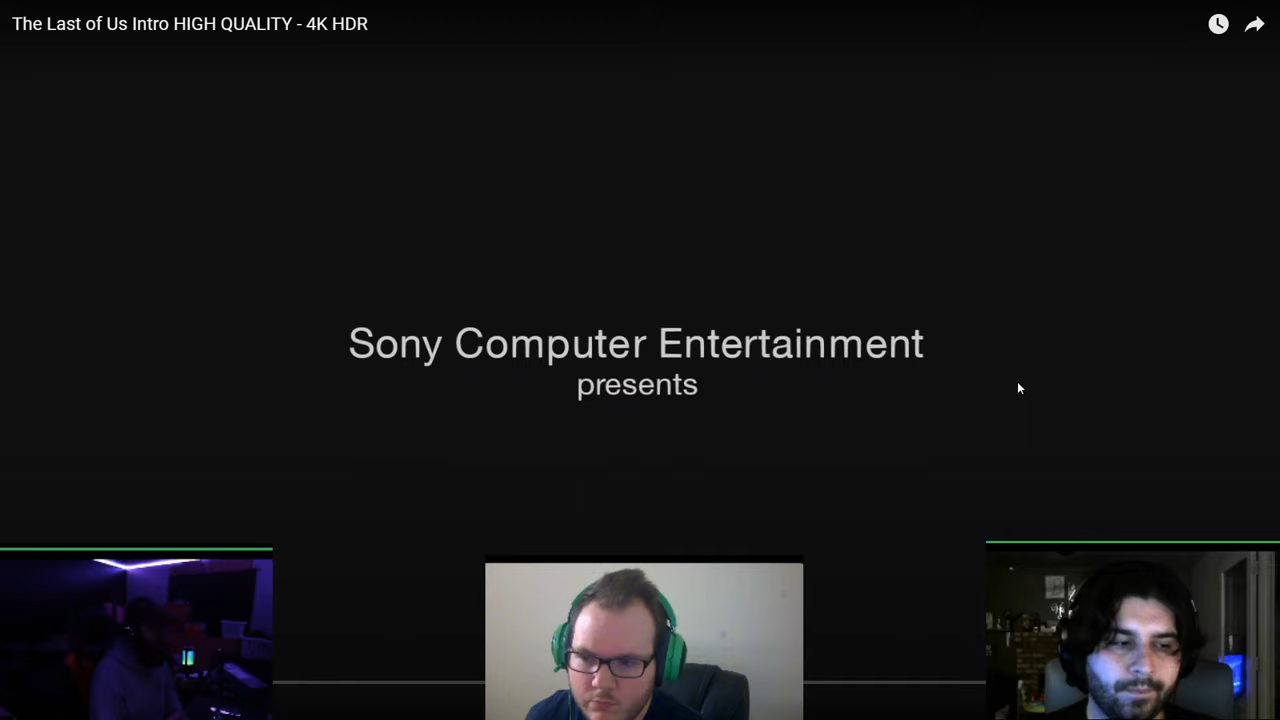 The Last of Us Intro HIGH QUALITY - 4K HDR
Sony Computer Entertainment
presents